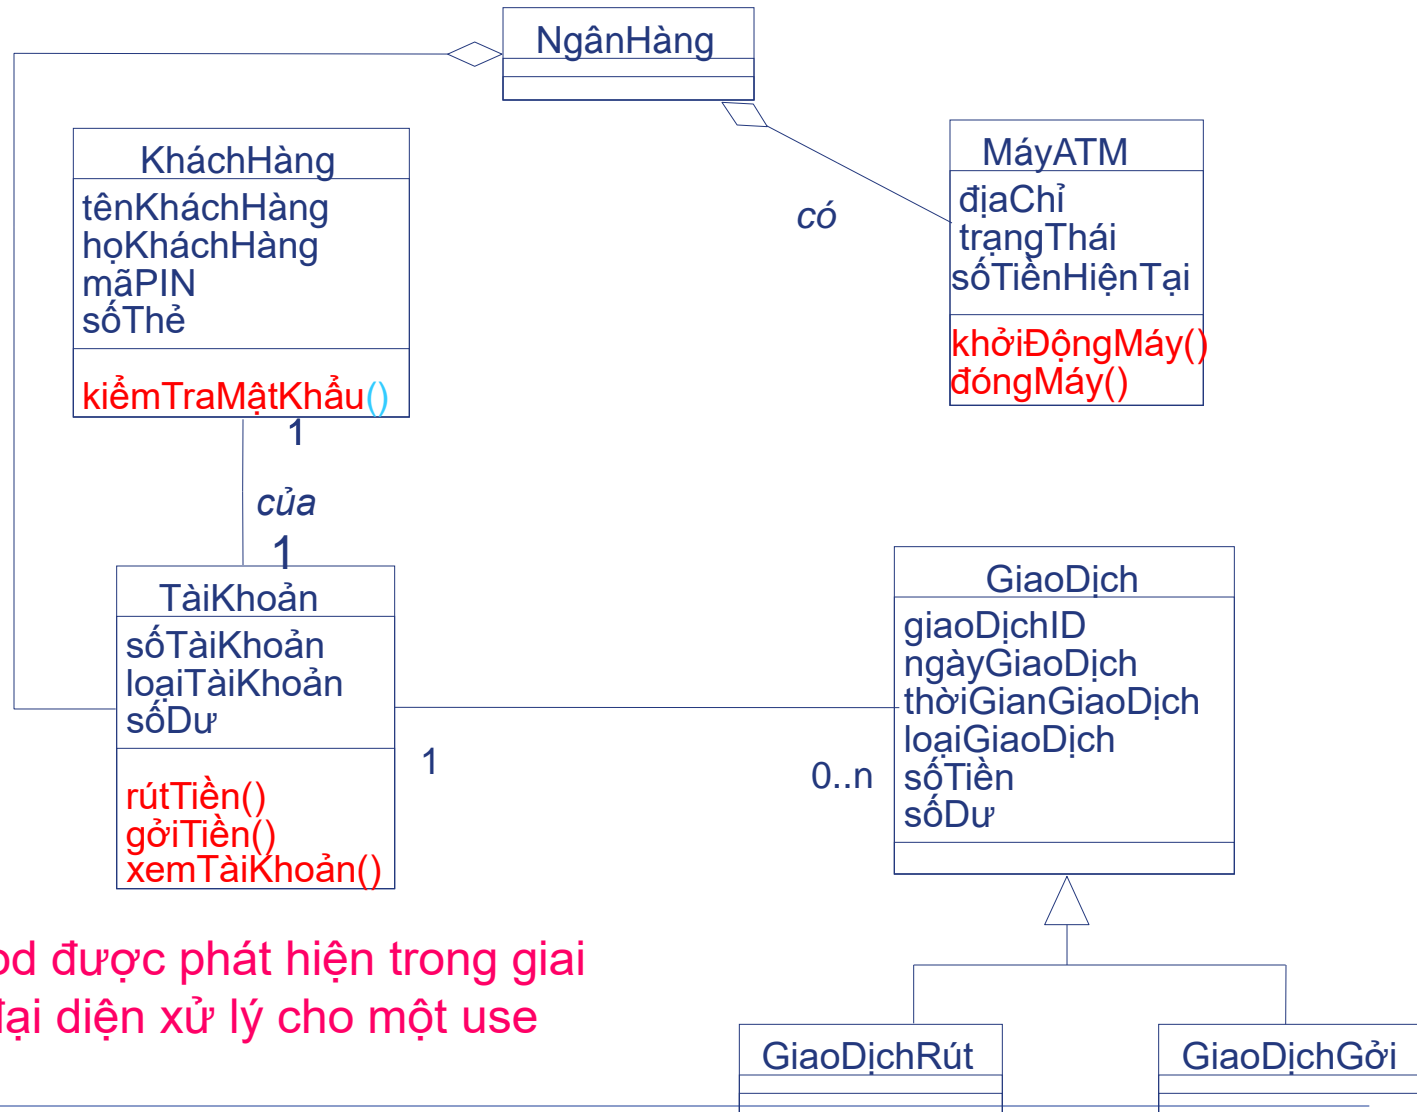 NgânHàng
KháchHàng
tênKháchHàng
họKháchHàng
mãPIN
sốThẻ
kiểmTraMậtKhẩu()
1
của
1
có
MáyATM
địaChỉ
trạngThái
sốTiềnHiệnTại
khởiĐộngMáy()
đóngMáy()
TàiKhoản
sốTàiKhoản
loạiTàiKhoản
sốDư
rútTiền()
gởiTiền()
xemTàiKhoản()
1
0..n
GiaoDịch
giaoDịchID
ngàyGiaoDịch
thờiGianGiaoDịch
loạiGiaoDịch
sốTiền
sốDư
được phát hiện trong giai
đại diện xử lý cho một use
GiaoDịchRút
GiaoDịchGởi